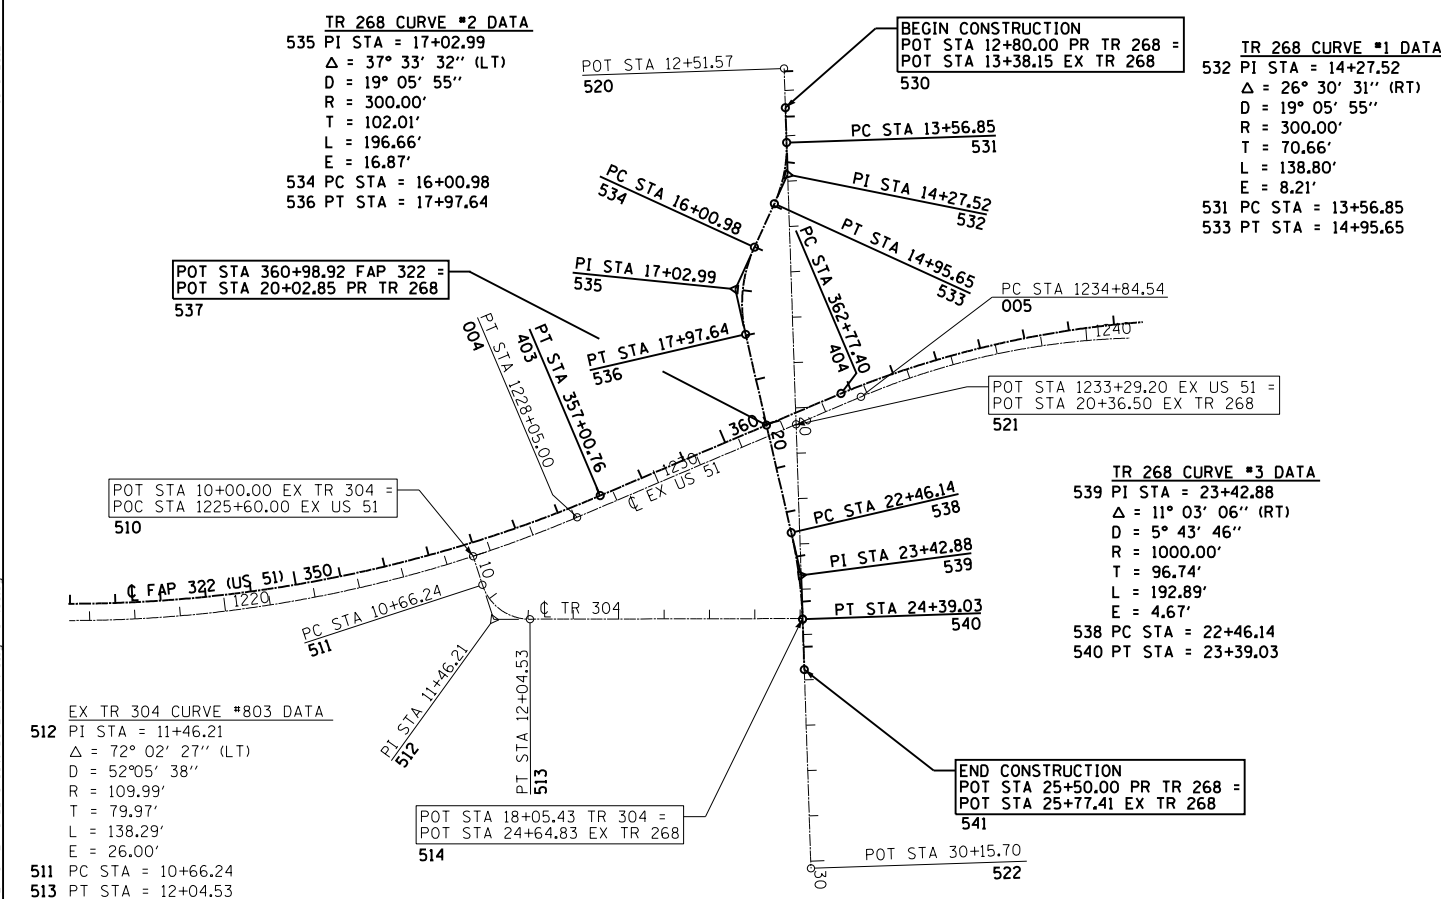 TR 268 CURVE #2 DATA
535 PI STA = 17+02.99
Δ = 37° 33' 32'' (LT)
D = 19° 05' 55''
R = 300.00'
T = 102.01'
L = 196.66'
E = 16.87'
534 PC STA = 16+00.98
536 PT STA = 17+97.64
POT STA 12+51.57
520
BEGIN CONSTRUCTION
POT STA 12+80.00 PR TR 268 =
POT STA 13+38.15 EX TR 268
530
TR 268 CURVE #1 DATA
532 PI STA = 14+27.52
Δ = 26° 30' 31'' (RT)
D = 19° 05' 55''
R = 300.00'
T = 70.66'
L = 138.80'
E = 8.21'
531 PC STA = 13+56.85
533 PT STA = 14+95.65
PC STA 13+56.85
531
PI STA 14+27.52
532
PT STA 14+95.65
533
PC STA 16+00.98
534
PI STA 17+02.99
535
PT STA 17+97.64
536
POT STA 360+98.92 FAP 322 =
POT STA 20+02.85 PR TR 268
537
PC STA 362+77.40
404
PC STA 1234+84.54
005
PT STA 1228+05.00
004
PT STA 357+00.76
403
1240
POT STA 1233+29.20 EX US 51 =
POT STA 20+36.50 EX TR 268
521
360
20
20
1230
℄ EX US 51
POT STA 10+00.00 EX TR 304 =
POC STA 1225+60.00 EX US 51
510
TR 268 CURVE #3 DATA
539 PI STA = 23+42.88
Δ = 11° 03' 06'' (RT)
D = 5° 43' 46''
R = 1000.00'
T = 96.74'
L = 192.89'
E = 4.67'
538 PC STA = 22+46.14
540 PT STA = 23+39.03
PC STA 22+46.14
538
PI STA 23+42.88
539
PT STA 24+39.03
540
℄ FAP 322 (US 51)
350
1220
10
PC STA 10+66.24
511
℄ TR 304
PI STA 11+46.21
512
PT STA 12+04.53
513
EX TR 304 CURVE #803 DATA
512 PI STA = 11+46.21
Δ = 72° 02' 27'' (LT)
D = 52°05' 38''
R = 109.99'
T = 79.97'
L = 138.29'
E = 26.00'
511 PC STA = 10+66.24
513 PT STA = 12+04.53
POT STA 18+05.43 TR 304 =
POT STA 24+64.83 EX TR 268
514
END CONSTRUCTION
POT STA 25+50.00 PR TR 268 =
POT STA 25+77.41 EX TR 268
541
POT STA 30+15.70
522
30